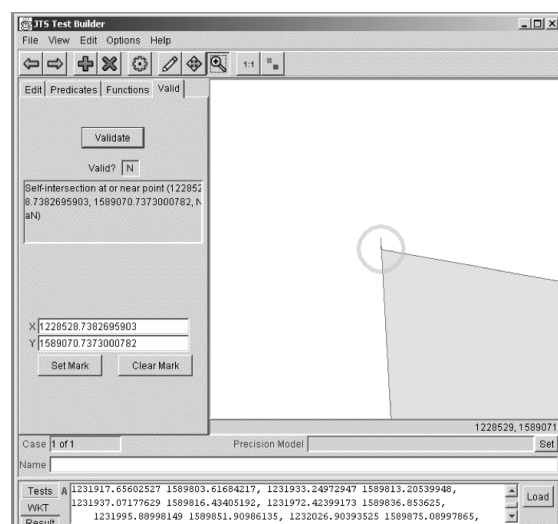 JTS Test Builder
File View Edit Options Help
1:1
Edit Predicates Functions Valid
Validate
Valid? N
Self-intersection at or near point (122852
8.7382695903, 1589070.7373000782, N
aN)
X 1228528.7382695903
Y 1589070.7373000782
Set Mark Clear Mark
1228529,1589071
Case 1 of 1 Precision Model Set
Name
Tests A 1231917.65602527 1589803.61684217, 1231933.24972947 1589813.20539948,
WKT 1231937.07177629 1589816.43405192, 1231972.42399173 1589836.853625,
Load
Result 1231995.88998149 1589851.90986135, 1232026.90393525 1589875.08997865,